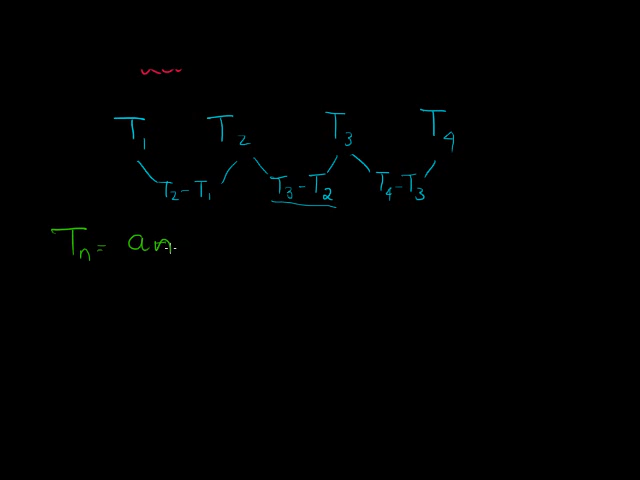 T₁ T₂ T₃ T₄
T₂-T₁ T₃-T₂ T₄-T₃
Tₙ= an